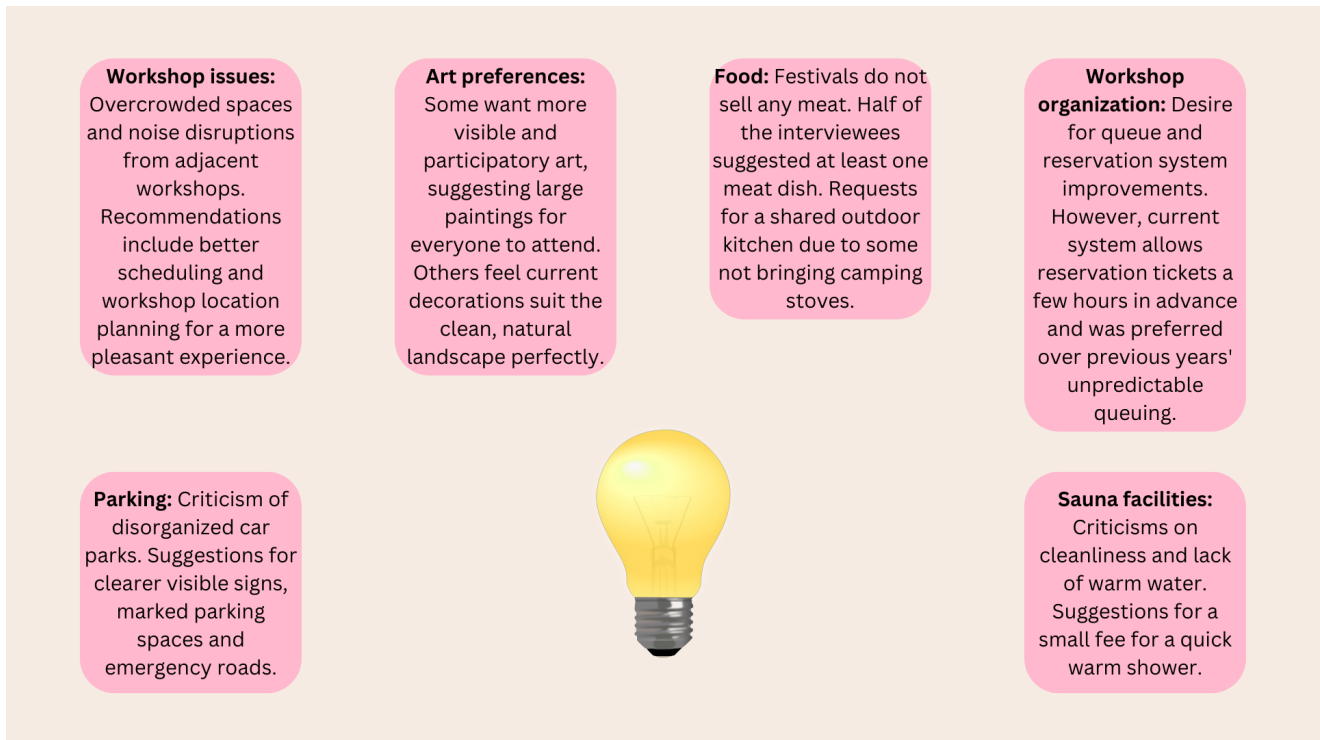 Workshop issues:
Overcrowded spaces
and noise disruptions
from adjacent
workshops.
Recommendations
include better
scheduling and
workshop location
planning for a more
pleasant experience.
Art preferences:
Some want more
visible and
participatory art,
suggesting large
paintings for
everyone to attend.
Others feel current
decorations suit the
clean, natural
landscape perfectly.
Food: Festivals do not
sell any meat. Half of
the interviewees
suggested at least one
meat dish. Requests
for a shared outdoor
kitchen due to some
not bringing camping
stoves.
Workshop
organization: Desire
for queue and
reservation system
improvements.
However, current
system allows
reservation tickets a
few hours in advance
and was preferred
over previous years'
unpredictable
queuing.
Parking: Criticism of
disorganized car
parks. Suggestions for
clearer visible signs,
marked parking
spaces and
emergency roads.
Sauna facilities:
Criticisms on
cleanliness and lack
of warm water.
Suggestions for a
small fee for a quick
warm shower.